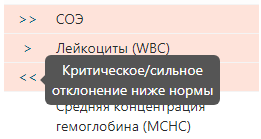 >> СОЭ
> Лейкоциты (WBC)
<<
Критическое/сильное
отклонение ниже нормы
Средняя концентрация
гемоглобина (MCHC)